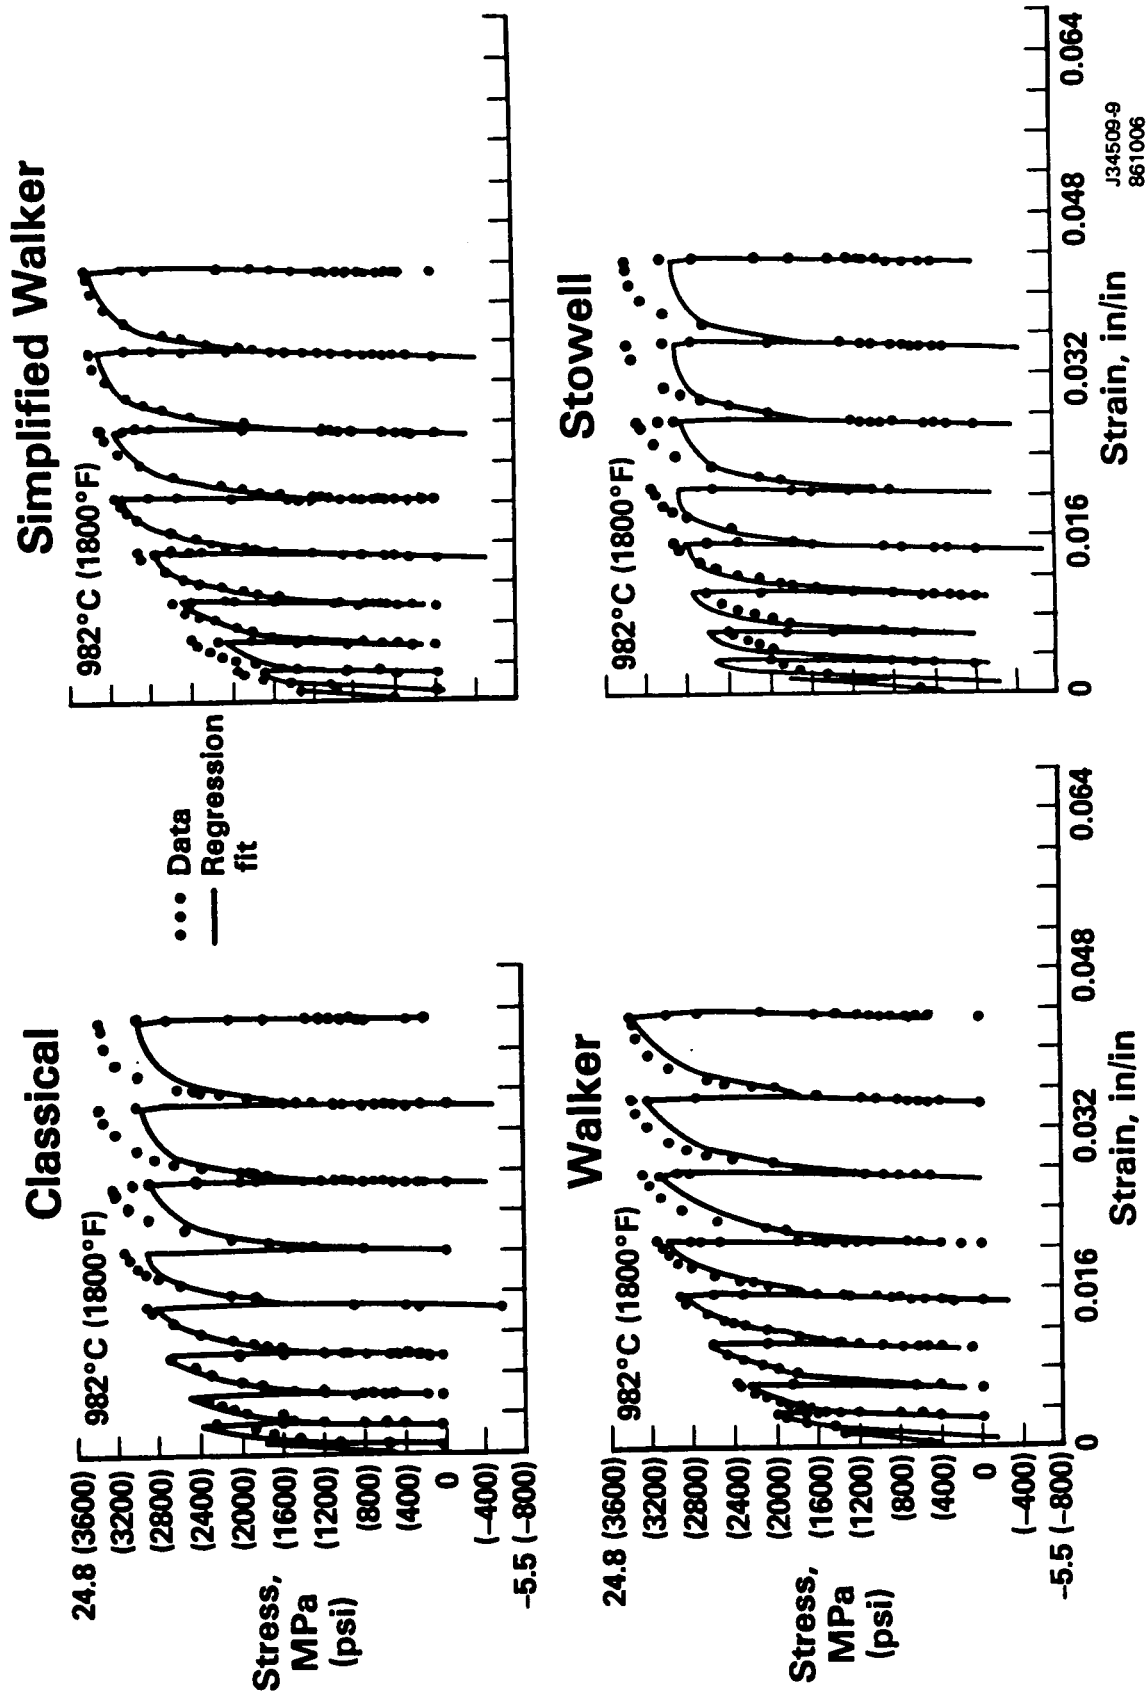 Classical
982°C (1800°F)
24.8 (3600)
(3200)
(2800)
(2400)
(2000)
(1600)
(1200)
(800)
(400)
0
(−400)
−5.5 (−800)
Stress,
MPa
(psi)
Data
Regression
fit
Simplified Walker
982°C (1800°F)
Walker
982°C (1800°F)
24.8 (3600)
(3200)
(2800)
(2400)
(2000)
(1600)
(1200)
(800)
(400)
0
(−400)
−5.5 (−800)
Stress,
MPa
(psi)
0
0.016
0.032
0.048
0.064
Strain, in/in
Stowell
982°C (1800°F)
0
0.016
0.032
0.048
0.064
Strain, in/in
J34509-9
861006